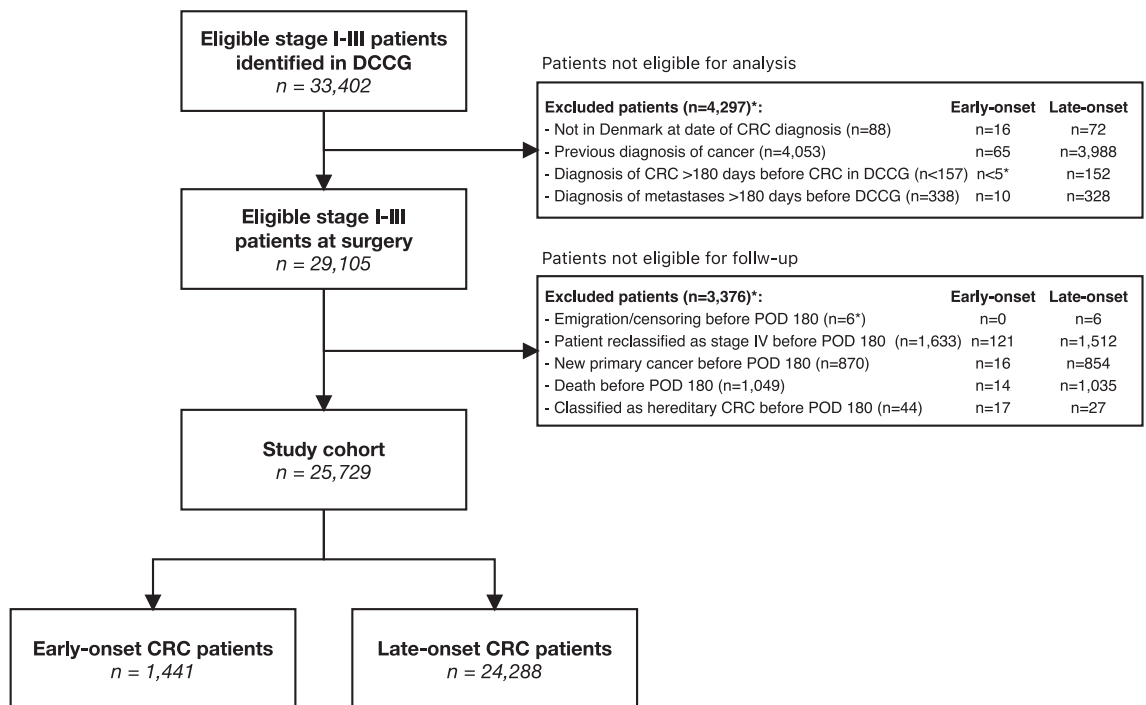 Eligible stage I-III patients
identified in DCCG
n = 33,402
Patients not eligible for analysis
Excluded patients (n=4,297)*: Early-onset Late-onset
- Not in Denmark at date of CRC diagnosis (n=88) n=16 n=72
- Previous diagnosis of cancer (n=4,053) n=65 n=3,988
- Diagnosis of CRC >180 days before CRC in DCCG (n<157) n<5* n=152
- Diagnosis of metastases >180 days before DCCG (n=338) n=10 n=328
Eligible stage I-III
patients at surgery
n = 29,105
Patients not eligible for follw-up
Excluded patients (n=3,376)*: Early-onset Late-onset
- Emigration/censoring before POD 180 (n=6*) n=0 n=6
- Patient reclassified as stage IV before POD 180 (n=1,633) n=121 n=1,512
- New primary cancer before POD 180 (n=870) n=16 n=854
- Death before POD 180 (n=1,049) n=14 n=1,035
- Classified as hereditary CRC before POD 180 (n=44) n=17 n=27
Study cohort
n = 25,729
Early-onset CRC patients
n = 1,441
Late-onset CRC patients
n = 24,288